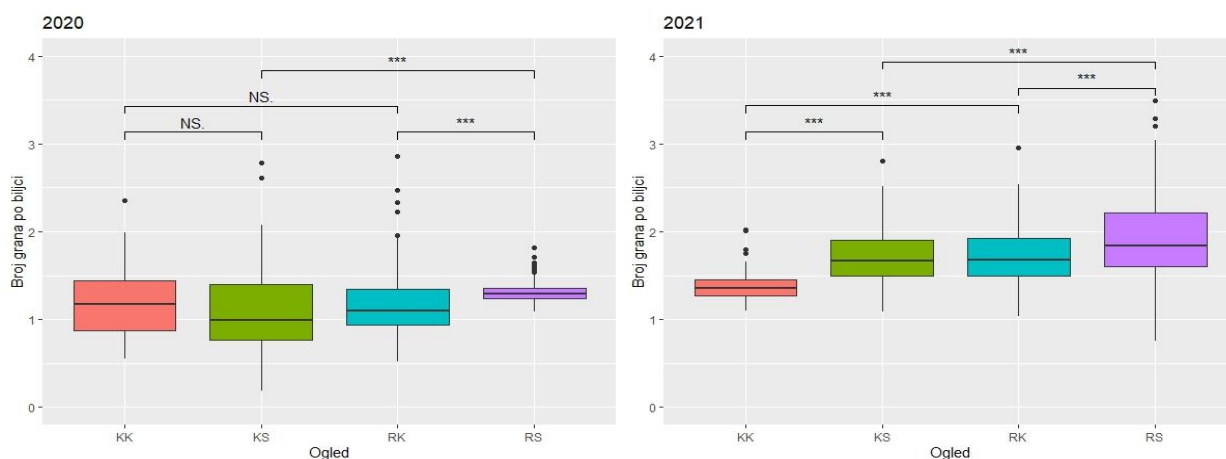 2020
4
3
2
1
0
Broj grana po biljci
***
NS.
NS.
***
KK KS RK RS
Ogled
2021
4
3
2
1
0
Broj grana po biljci
***
***
***
***
KK KS RK RS
Ogled